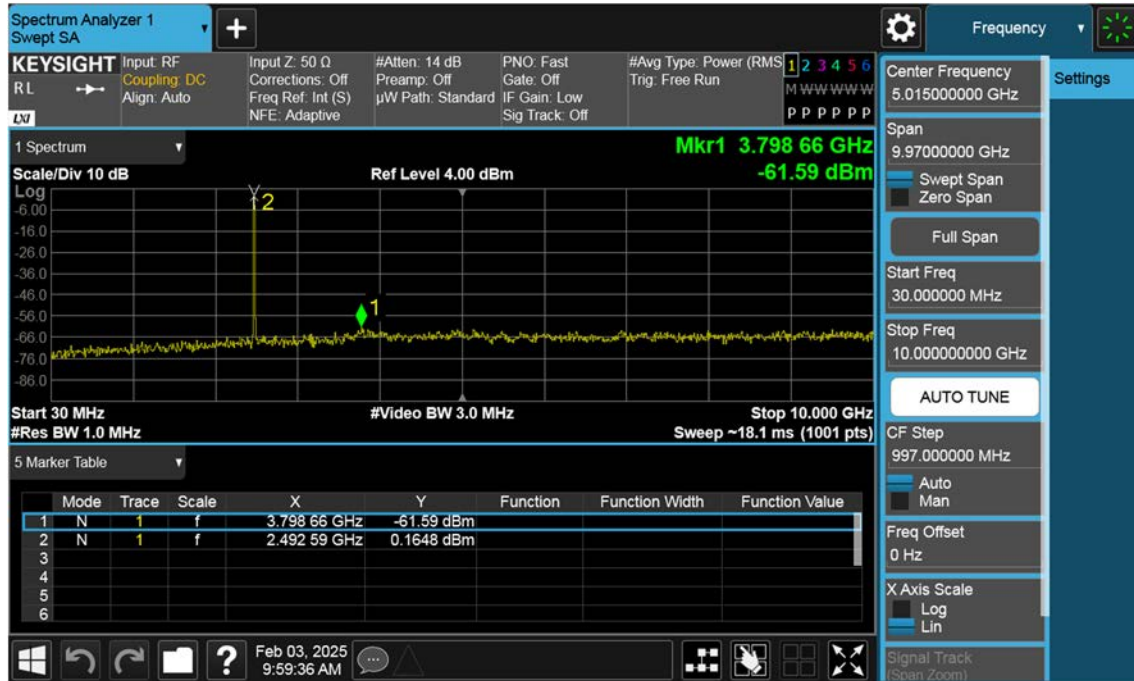 Spectrum Analyzer 1
Swept SA
+
Frequency
KEYSIGHT
R L
LXI
Input: RF
Coupling: DC
Align: Auto
Input Z: 50 Ω
Corrections: Off
Freq Ref: Int (S)
NFE: Adaptive
#Atten: 14 dB
Preamp: Off
µW Path: Standard
PNO: Fast
Gate: Off
IF Gain: Low
Sig Track: Off
#Avg Type: Power (RMS
Trig: Free Run
1 2 3 4 5 6
M W W W W W
P P P P P P
1 Spectrum
Mkr1 3.798 66 GHz
-61.59 dBm
Scale/Div 10 dB
Ref Level 4.00 dBm
Log
-6.00
-16.0
-26.0
-36.0
-46.0
-56.0
-66.0
-76.0
-86.0
2
1
Start 30 MHz
#Video BW 3.0 MHz
Stop 10.000 GHz
#Res BW 1.0 MHz
Sweep ~18.1 ms (1001 pts)
5 Marker Table
Mode Trace Scale X Y Function Function Width Function Value
1 N 1 f 3.798 66 GHz -61.59 dBm
2 N 1 f 2.492 59 GHz 0.1648 dBm
3
4
5
6
?
Feb 03, 2025
9:59:36 AM
Center Frequency
5.015000000 GHz
Settings
Span
9.97000000 GHz
Swept Span
Zero Span
Full Span
Start Freq
30.000000 MHz
Stop Freq
10.000000000 GHz
AUTO TUNE
CF Step
997.000000 MHz
Auto
Man
Freq Offset
0 Hz
X Axis Scale
Log
Lin
Signal Track
(Span Zoom)